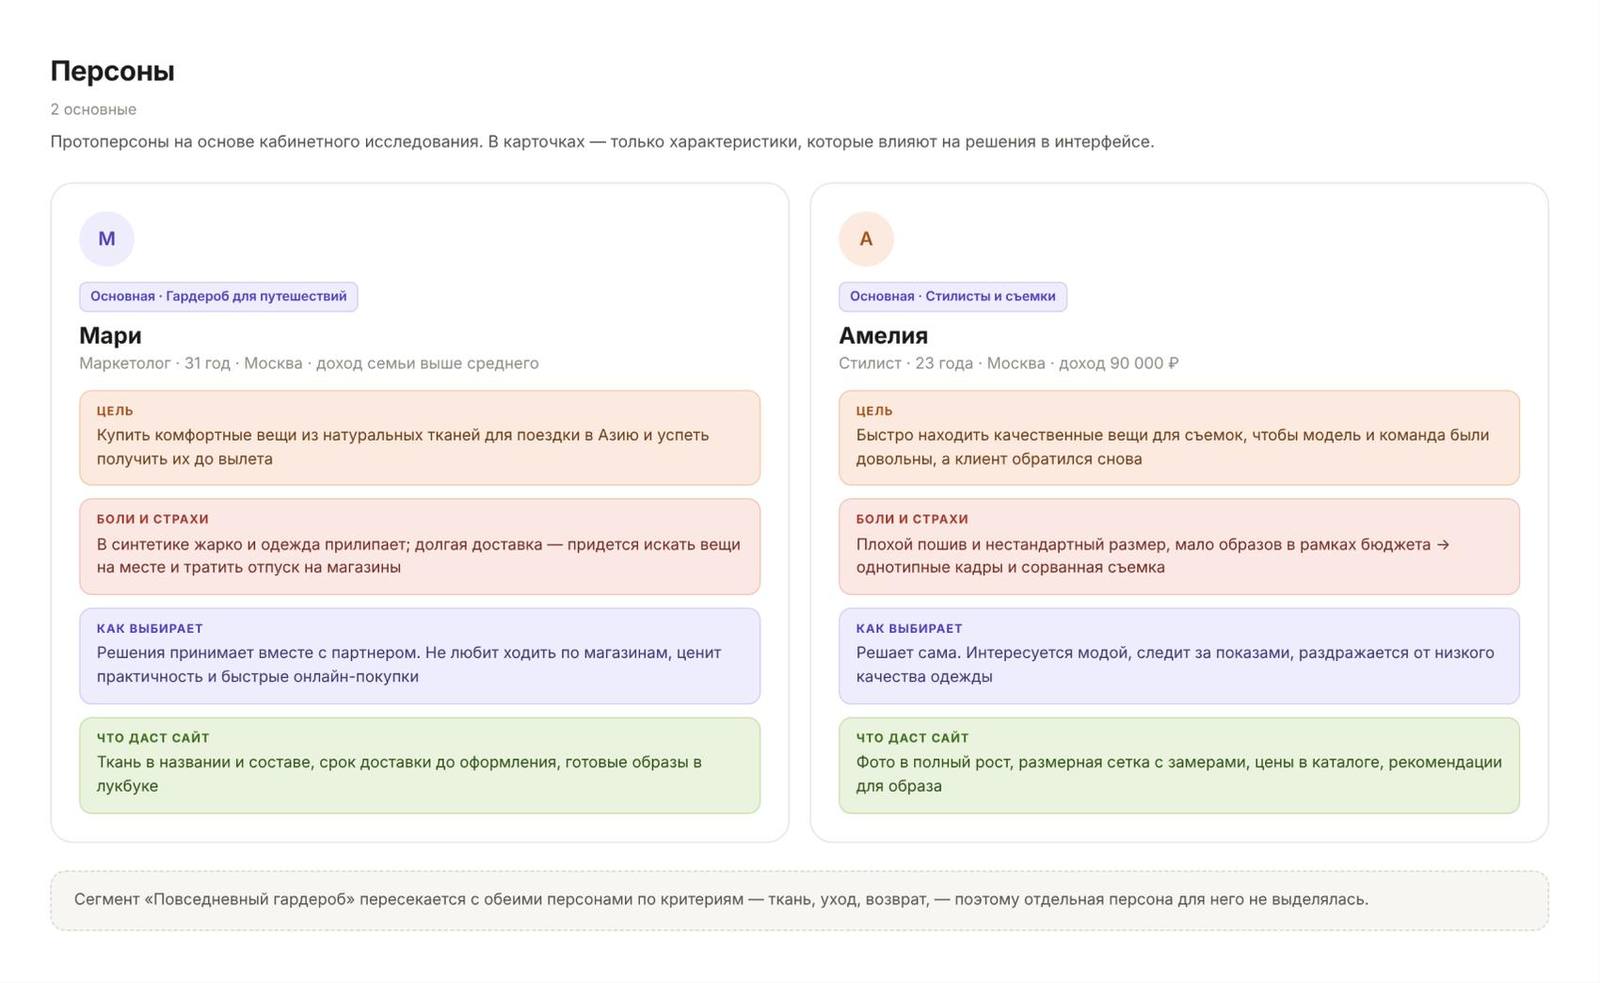 Персоны
2 основные
Протоперсоны на основе кабинетного исследования. В карточках — только характеристики, которые влияют на решения в интерфейсе.
М
Основная · Гардероб для путешествий
Мари
Маркетолог · 31 год · Москва · доход семьи выше среднего
ЦЕЛЬ
Купить комфортные вещи из натуральных тканей для поездки в Азию и успеть
получить их до вылета
БОЛИ И СТРАХИ
В синтетике жарко и одежда прилипает; долгая доставка — придется искать вещи
на месте и тратить отпуск на магазины
КАК ВЫБИРАЕТ
Решения принимает вместе с партнером. Не любит ходить по магазинам, ценит
практичность и быстрые онлайн-покупки
ЧТО ДАСТ САЙТ
Ткань в названии и составе, срок доставки до оформления, готовые образы в
лукбуке
А
Основная · Стилисты и съемки
Амелия
Стилист · 23 года · Москва · доход 90 000 ₽
ЦЕЛЬ
Быстро находить качественные вещи для съемок, чтобы модель и команда были
довольны, а клиент обратился снова
БОЛИ И СТРАХИ
Плохой пошив и нестандартный размер, мало образов в рамках бюджета →
однотипные кадры и сорванная съемка
КАК ВЫБИРАЕТ
Решает сама. Интересуется модой, следит за показами, раздражается от низкого
качества одежды
ЧТО ДАСТ САЙТ
Фото в полный рост, размерная сетка с замерами, цены в каталоге, рекомендации
для образа
Сегмент «Повседневный гардероб» пересекается с обеими персонами по критериям — ткань, уход, возврат, — поэтому отдельная персона для него не выделялась.